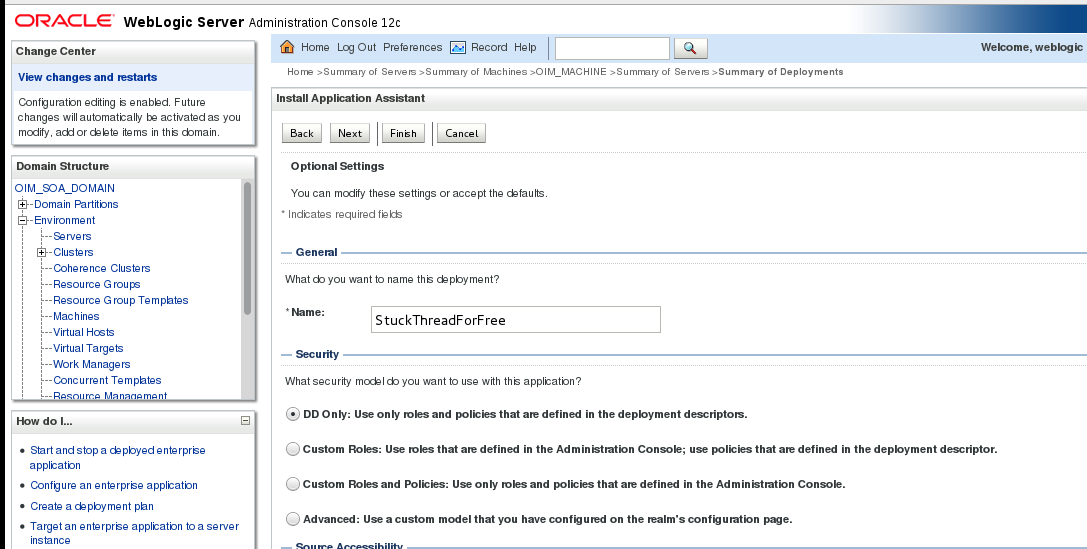 ORACLE WebLogic Server Administration Console 12c
Change Center
View changes and restarts
Configuration editing is enabled. Future
changes will automatically be activated as you
modify, add or delete items in this domain.
Domain Structure
OIM_SOA_DOMAIN
Domain Partitions
Environment
Servers
Clusters
Coherence Clusters
Resource Groups
Resource Group Templates
Machines
Virtual Hosts
Virtual Targets
Work Managers
Concurrent Templates
Resource Management
How do I...
Start and stop a deployed enterprise
application
Configure an enterprise application
Create a deployment plan
Target an enterprise application to a server
instance
Home Log Out Preferences Record Help
Welcome, weblogic
Home >Summary of Servers >Summary of Machines >OIM_MACHINE >Summary of Servers >Summary of Deployments
Install Application Assistant
Back Next Finish Cancel
Optional Settings
You can modify these settings or accept the defaults.
* Indicates required fields
General
What do you want to name this deployment?
* Name: StuckThreadForFree
Security
What security model do you want to use with this application?
DD Only: Use only roles and policies that are defined in the deployment descriptors.
Custom Roles: Use roles that are defined in the Administration Console; use policies that are defined in the deployment descriptor.
Custom Roles and Policies: Use only roles and policies that are defined in the Administration Console.
Advanced: Use a custom model that you have configured on the realm's configuration page.
Source Accessibility